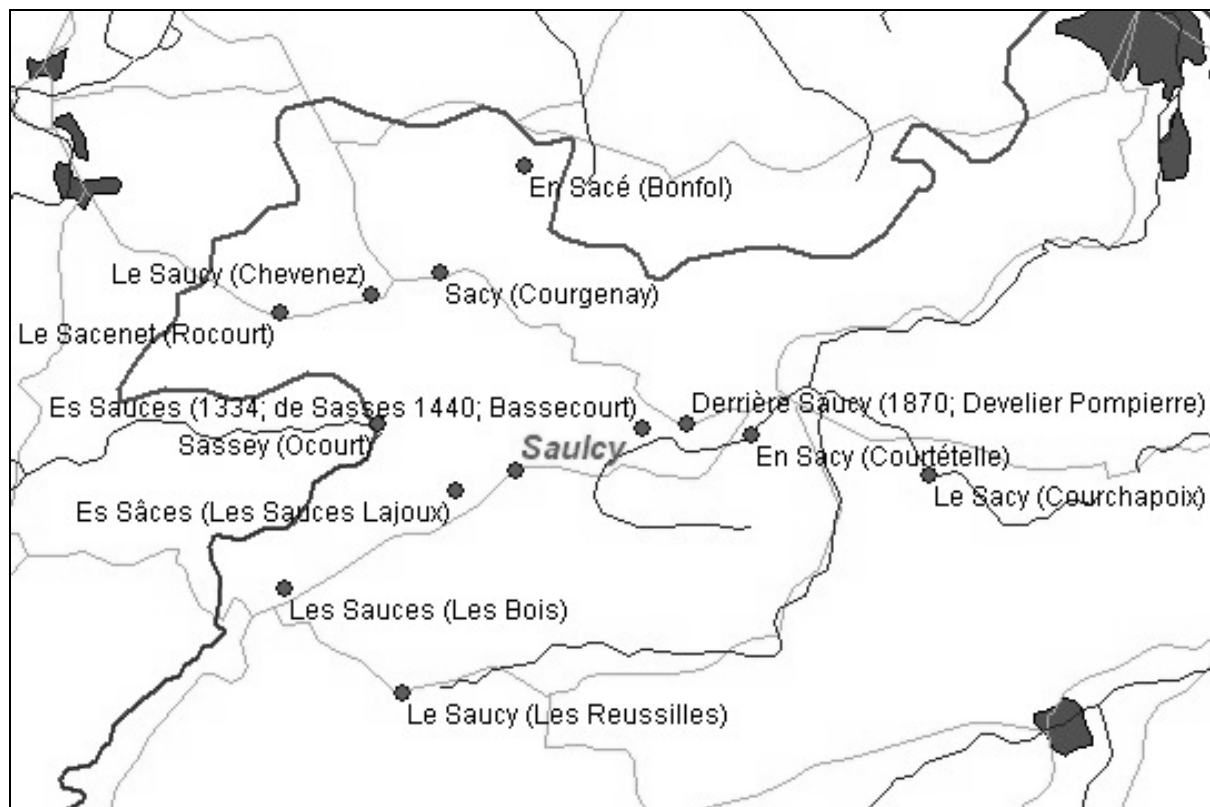 En Sacé (Bonfol)
Le Saucy (Chevenez)
Sacy (Courgenay)
Le Sacenet (Rocourt)
Es Sauces (1334; de Sasses 1440; Bassecourt)
Derrière Saucy (1870; Develier Pompierre)
Sassey (Ocourt)
Saulcy
En Sacy (Courtételle)
Le Sacy (Courchapoix)
Es Sâces (Les Sauces Lajoux)
Les Sauces (Les Bois)
Le Saucy (Les Reussilles)